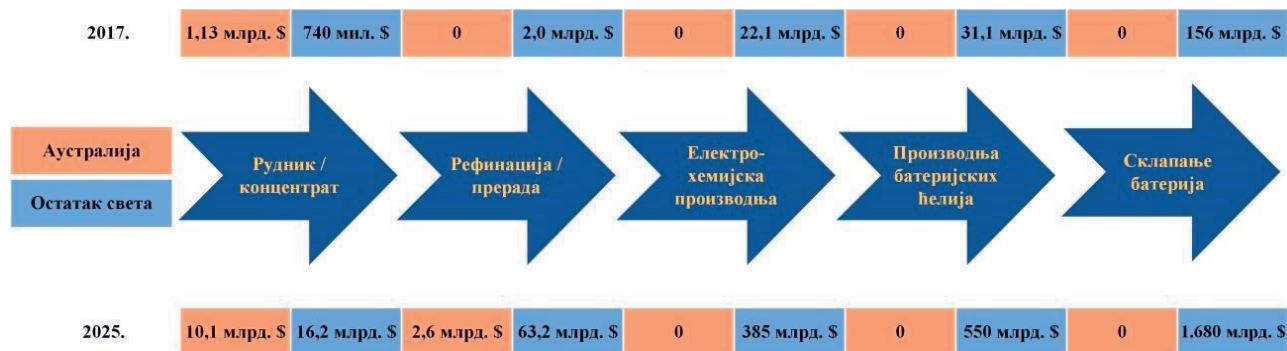 2017. 1,13 млрд. $ 740 мил. $ 0 2,0 млрд. $ 0 22,1 млрд. $ 0 31,1 млрд. $ 0 156 млрд. $
Аустралија
Остатак света
Рудник /
концентрат
Рефинација /
прерада
Електро-
хемијска
производња
Производња
батеријских
ћелија
Склапање
батерија
2025. 10,1 млрд. $ 16,2 млрд. $ 2,6 млрд. $ 63,2 млрд. $ 0 385 млрд. $ 0 550 млрд. $ 0 1.680 млрд. $